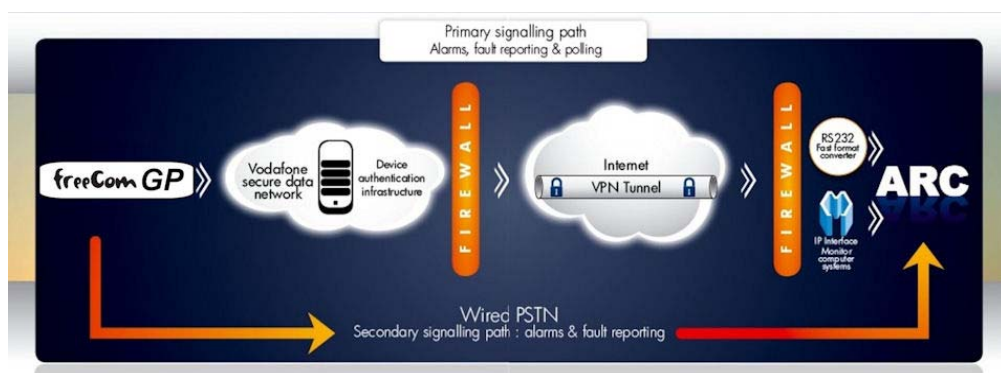 Primary signalling path
Alarms, fault reporting & polling
freeCom GP
Vodafone
secure data
network
Device
authentication
infrastructure
FIREWALL
Internet
VPN Tunnel
FIREWALL
RS232
Fast format
converter
IP Interface
Monitor
computer
systems
ARC
Wired PSTN
Secondary signalling path : alarms & fault reporting